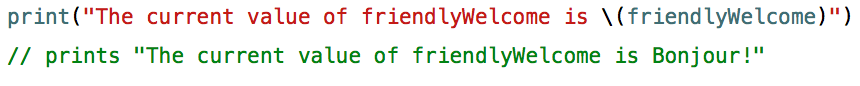 print("The current value of friendlyWelcome is \(friendlyWelcome)")
// prints "The current value of friendlyWelcome is Bonjour!"